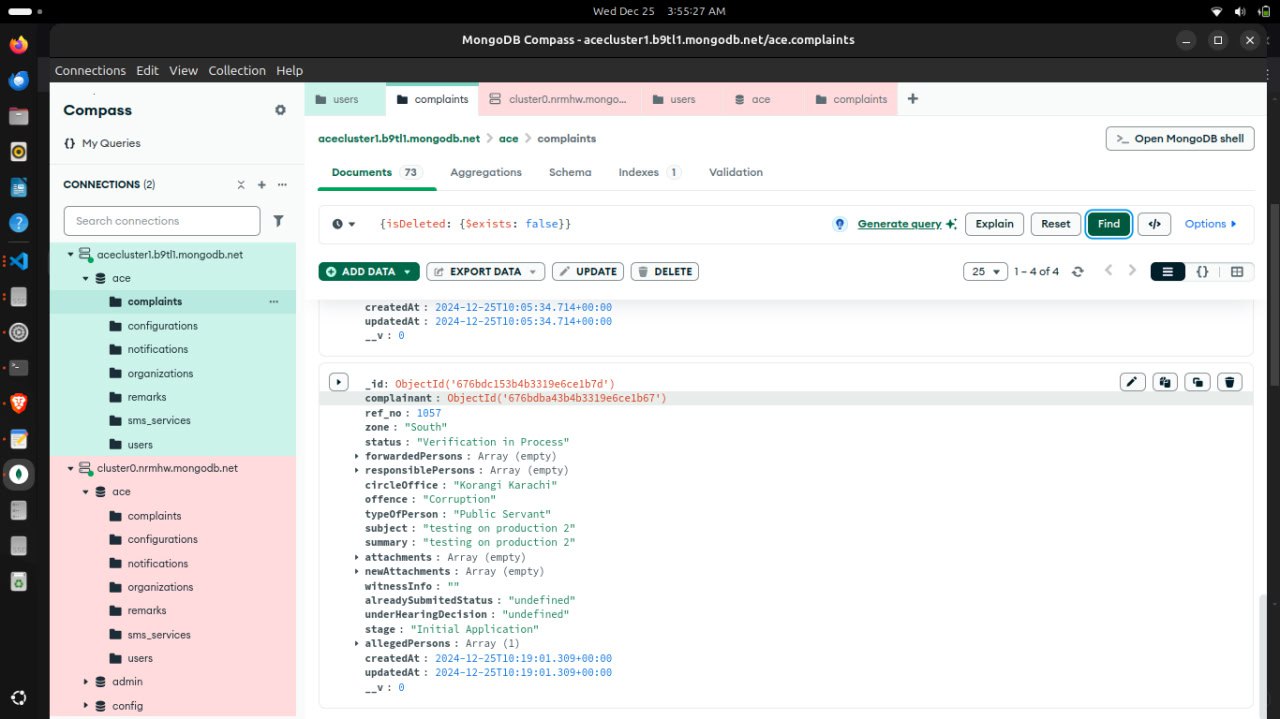 Wed Dec 25 3:55:27 AM
MongoDB Compass - acecluster1.b9tl1.mongodb.net/ace.complaints
Connections Edit View Collection Help
Compass
{} My Queries
CONNECTIONS (2)
Search connections
acecluster1.b9tl1.mongodb.net
ace
complaints
configurations
notifications
organizations
remarks
sms_services
users
cluster0.nrmhw.mongodb.net
ace
complaints
configurations
notifications
organizations
remarks
sms_services
users
admin
config
users complaints cluster0.nrmhw.mongo... users ace complaints +
acecluster1.b9tl1.mongodb.net > ace > complaints
>_ Open MongoDB shell
Documents 73 Aggregations Schema Indexes 1 Validation
{isDeleted: {$exists: false}}
Generate query Explain Reset Find </> Options
ADD DATA EXPORT DATA UPDATE DELETE
25 1 – 4 of 4 {}
createdAt : 2024-12-25T10:05:34.714+00:00
updatedAt : 2024-12-25T10:05:34.714+00:00
__v : 0
_id: ObjectId('676bdc153b4b3319e6ce1b7d')
complainant : ObjectId('676bdba43b4b3319e6ce1b67')
ref_no : 1057
zone : "South"
status : "Verification in Process"
forwardedPersons : Array (empty)
responsiblePersons : Array (empty)
circleOffice : "Korangi Karachi"
offence : "Corruption"
typeOfPerson : "Public Servant"
subject : "testing on production 2"
summary : "testing on production 2"
attachments : Array (empty)
newAttachments : Array (empty)
witnessInfo : ""
alreadySubmitedStatus : "undefined"
underHearingDecision : "undefined"
stage : "Initial Application"
allegedPersons : Array (1)
createdAt : 2024-12-25T10:19:01.309+00:00
updatedAt : 2024-12-25T10:19:01.309+00:00
__v : 0